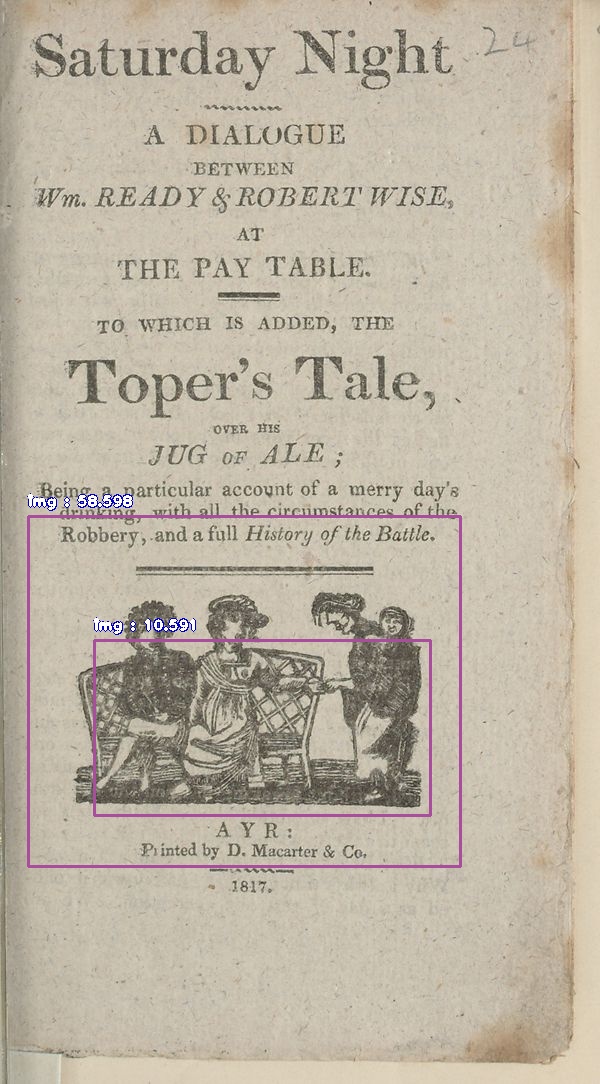 24
Saturday Night
A DIALOGUE
BETWEEN
Wm. READY & ROBERT WISE,
AT
THE PAY TABLE.
TO WHICH IS ADDED, THE
Toper's Tale,
OVER HIS
JUG OF ALE;
Being a particular account of a merry day's
img : 58.598
drinking, with all the circumstances of the
Robbery, and a full History of the Battle.
img : 10.591
AYR:
Printed by D. Macarter & Co.
1817.